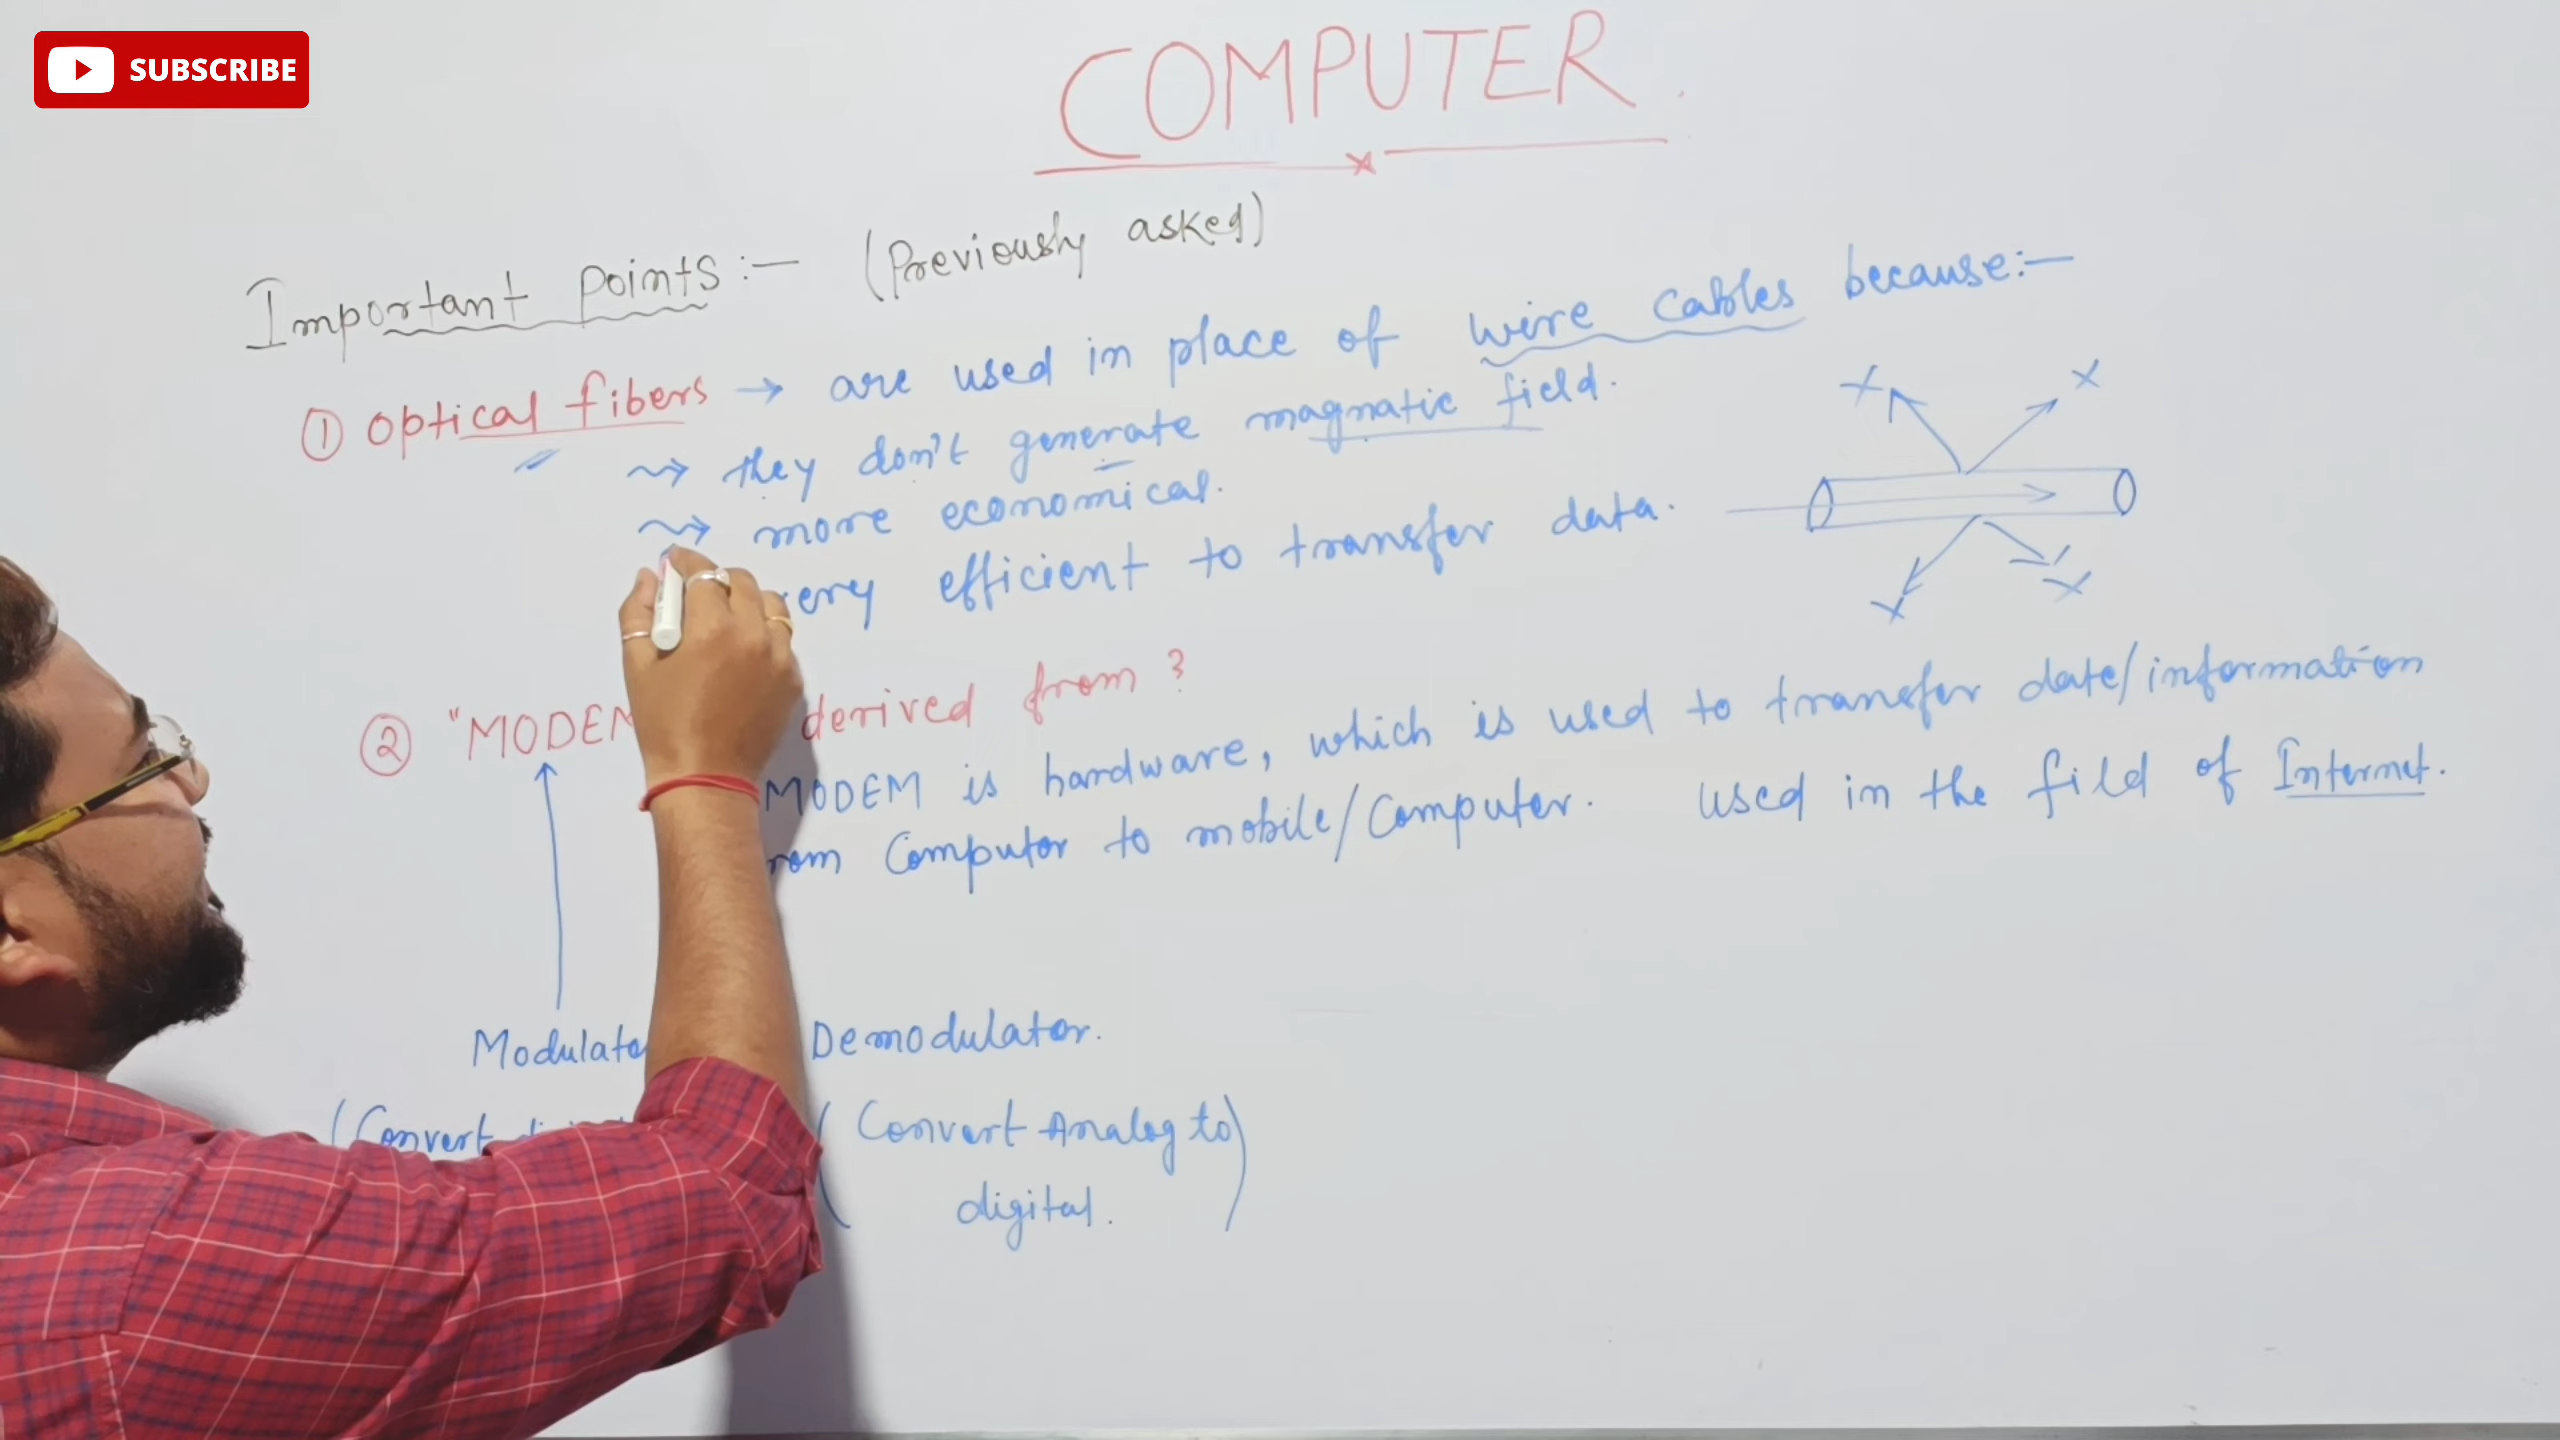 SUBSCRIBE
COMPUTER
Important points:- (Previously asked)
① Optical fibers → are used in place of wire cables because:-
⇝ they don't generate magnatic field.
⇝ more economical.
efficient to transfer data.
② "MODEM derived from ?
MODEM is hardware, which is used to transfer date/information
Computer to mobile/Computer. Used in the fild of Internet.
Demodulator.
(Convert (Convert Analog to
digital.)